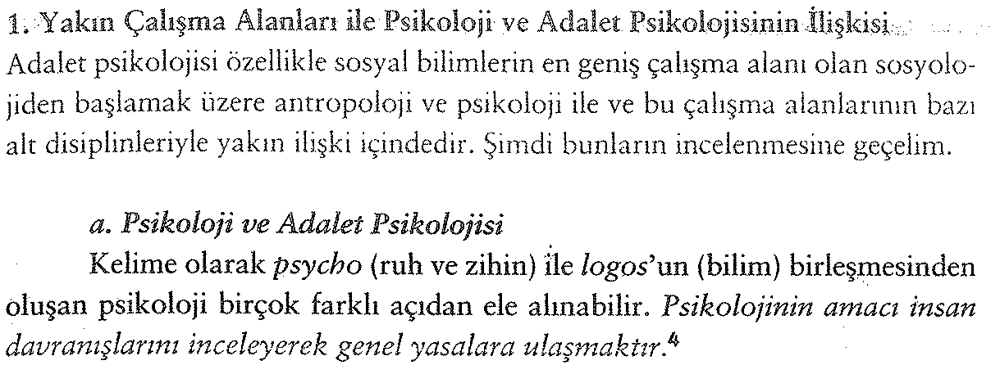 1. Yakın Çalışma Alanları ile Psikoloji ve Adalet Psikolojisinin İlişkisi
Adalet psikolojisi özellikle sosyal bilimlerin en geniş çalışma alanı olan sosyolo-
jiden başlamak üzere antropoloji ve psikoloji ile ve bu çalışma alanlarının bazı
alt disiplinleriyle yakın ilişki içindedir. Şimdi bunların incelenmesine geçelim.
a. Psikoloji ve Adalet Psikolojisi
Kelime olarak psycho (ruh ve zihin) ile logos'un (bilim) birleşmesinden
oluşan psikoloji birçok farklı açıdan ele alınabilir. Psikolojinin amacı insan
davranışlarını inceleyerek genel yasalara ulaşmaktır.4